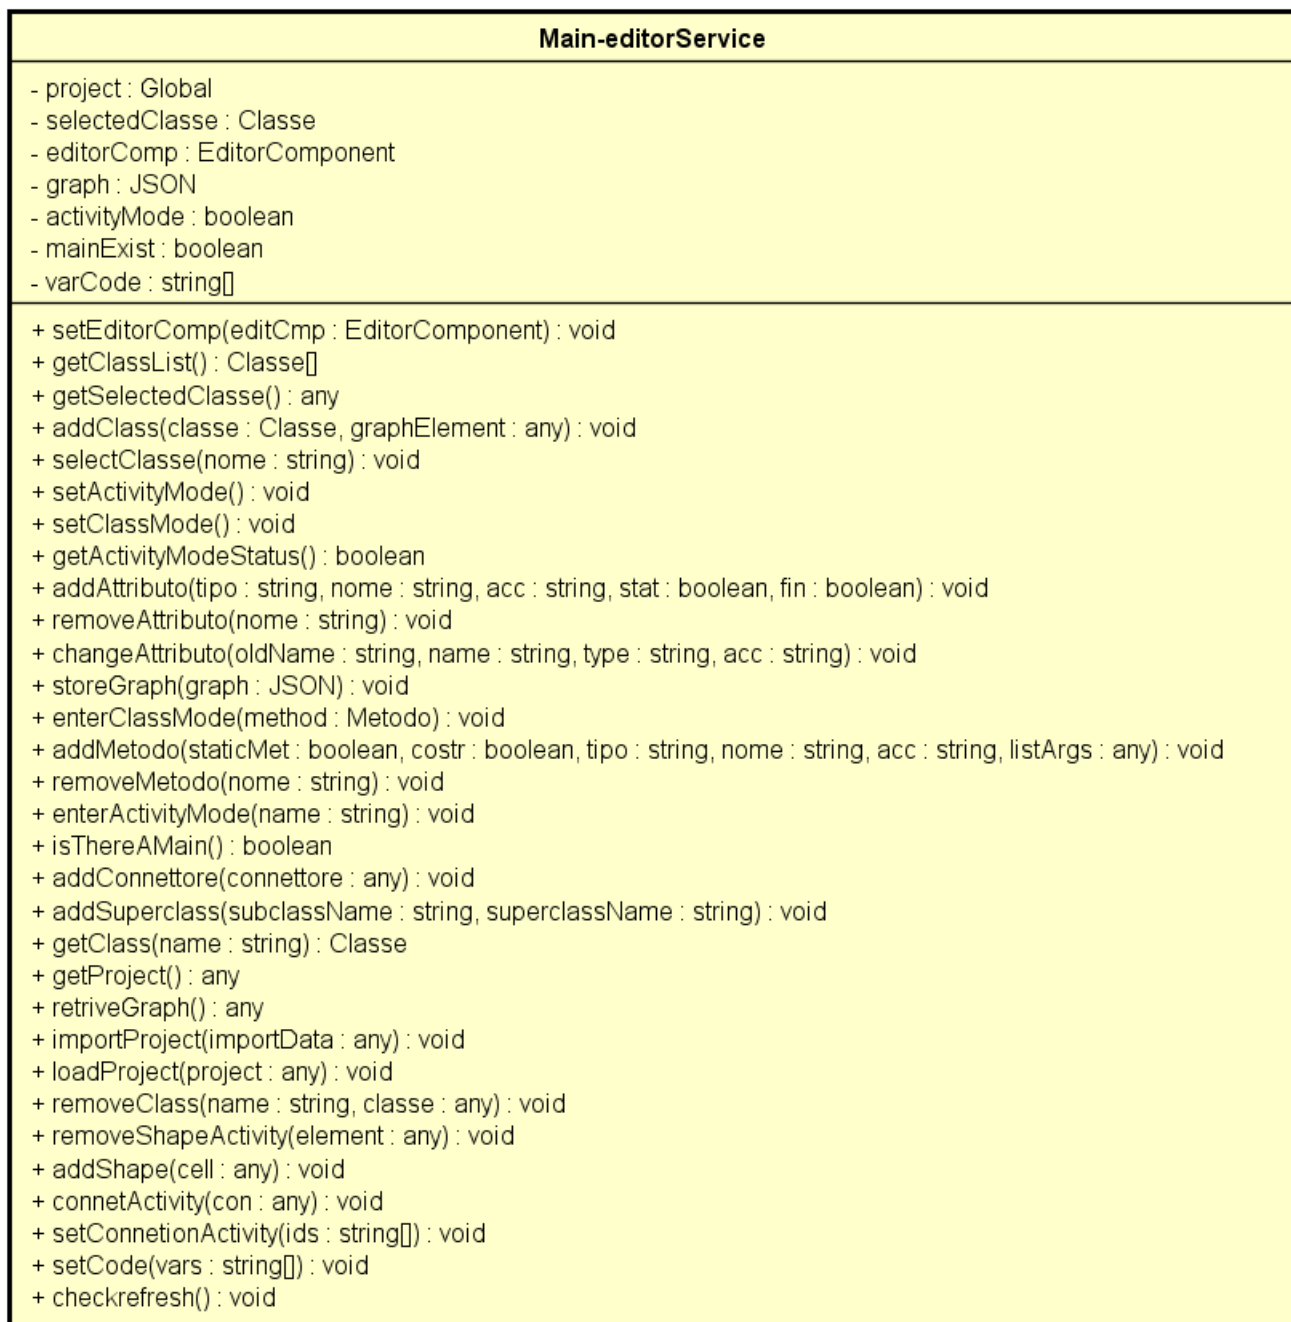 Main-editorService
- project : Global
- selectedClasse : Classe
- editorComp : EditorComponent
- graph : JSON
- activityMode : boolean
- mainExist : boolean
- varCode : string[]
+ setEditorComp(editCmp : EditorComponent) : void
+ getClassList() : Classe[]
+ getSelectedClasse() : any
+ addClass(classe : Classe, graphElement : any) : void
+ selectClasse(nome : string) : void
+ setActivityMode() : void
+ setClassMode() : void
+ getActivityModeStatus() : boolean
+ addAttributo(tipo : string, nome : string, acc : string, stat : boolean, fin : boolean) : void
+ removeAttributo(nome : string) : void
+ changeAttributo(oldName : string, name : string, type : string, acc : string) : void
+ storeGraph(graph : JSON) : void
+ enterClassMode(method : Metodo) : void
+ addMetodo(staticMet : boolean, costr : boolean, tipo : string, nome : string, acc : string, listArgs : any) : void
+ removeMetodo(nome : string) : void
+ enterActivityMode(name : string) : void
+ isThereAMain() : boolean
+ addConnettore(connettore : any) : void
+ addSuperclass(subclassName : string, superclassName : string) : void
+ getClass(name : string) : Classe
+ getProject() : any
+ retriveGraph() : any
+ importProject(importData : any) : void
+ loadProject(project : any) : void
+ removeClass(name : string, classe : any) : void
+ removeShapeActivity(element : any) : void
+ addShape(cell : any) : void
+ connetActivity(con : any) : void
+ setConnetionActivity(ids : string[]) : void
+ setCode(vars : string[]) : void
+ checkrefresh() : void